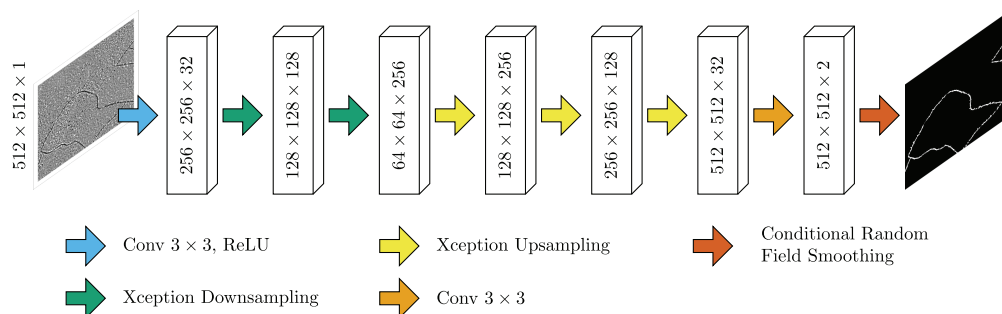 512 × 512 × 1
256 × 256 × 32
128 × 128 × 128
64 × 64 × 256
128 × 128 × 256
256 × 256 × 128
512 × 512 × 32
512 × 512 × 2
Conv 3 × 3, ReLU
Xception Upsampling
Conditional Random
Field Smoothing
Xception Downsampling
Conv 3 × 3